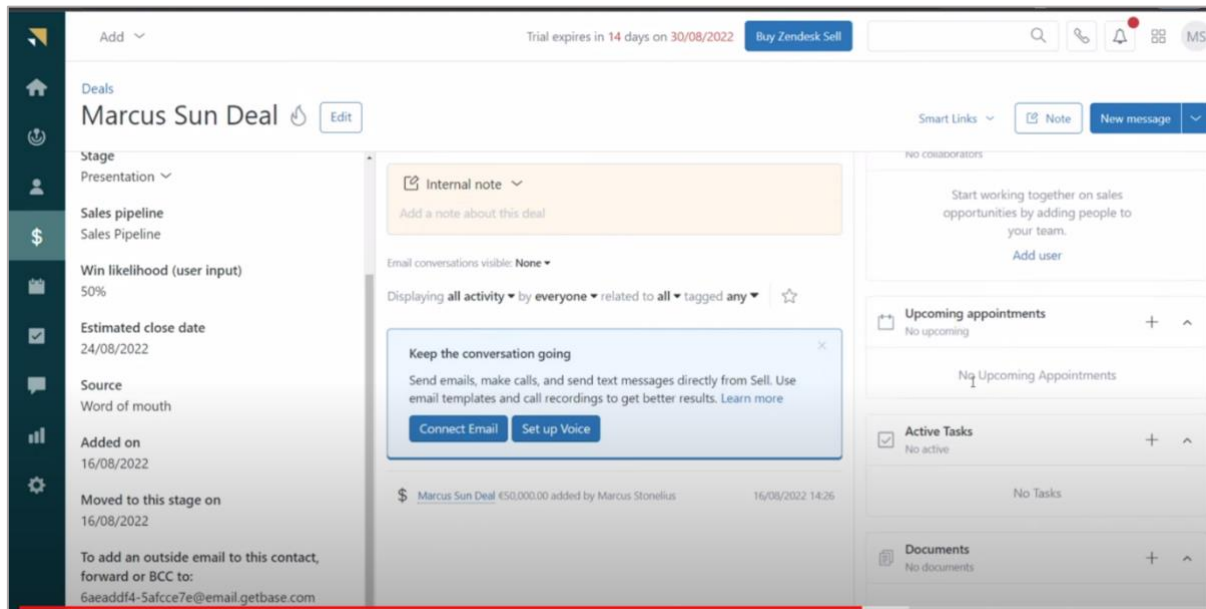 Add
Trial expires in 14 days on 30/08/2022
Buy Zendesk Sell
MS
Deals
Marcus Sun Deal
Edit
Smart Links
Note
New message
Stage
Presentation
Sales pipeline
Sales Pipeline
Win likelihood (user input)
50%
Estimated close date
24/08/2022
Source
Word of mouth
Added on
16/08/2022
Moved to this stage on
16/08/2022
To add an outside email to this contact,
forward or BCC to:
6aeaddf4-5afcce7e@email.getbase.com
Internal note
Add a note about this deal
Email conversations visible: None
Displaying all activity by everyone related to all tagged any
Keep the conversation going
Send emails, make calls, and send text messages directly from Sell. Use
email templates and call recordings to get better results. Learn more
Connect Email
Set up Voice
$ Marcus Sun Deal €50,000.00 added by Marcus Stonelius 16/08/2022 14:26
No collaborators
Start working together on sales
opportunities by adding people to
your team.
Add user
Upcoming appointments
No upcoming
No Upcoming Appointments
Active Tasks
No active
No Tasks
Documents
No documents